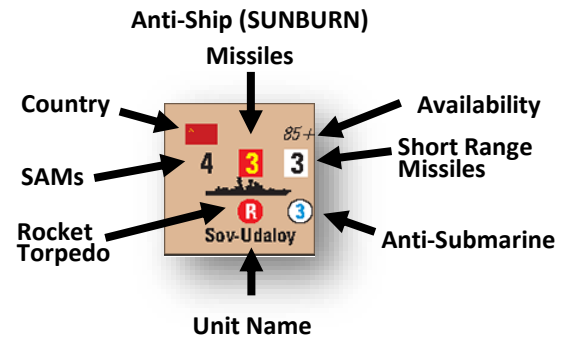 Anti-Ship (SUNBURN)
Missiles
Country
Availability
85+
SAMs
4 3 3
Short Range
Missiles
Rocket
Torpedo
R 3
Anti-Submarine
Sov-Udaloy
Unit Name